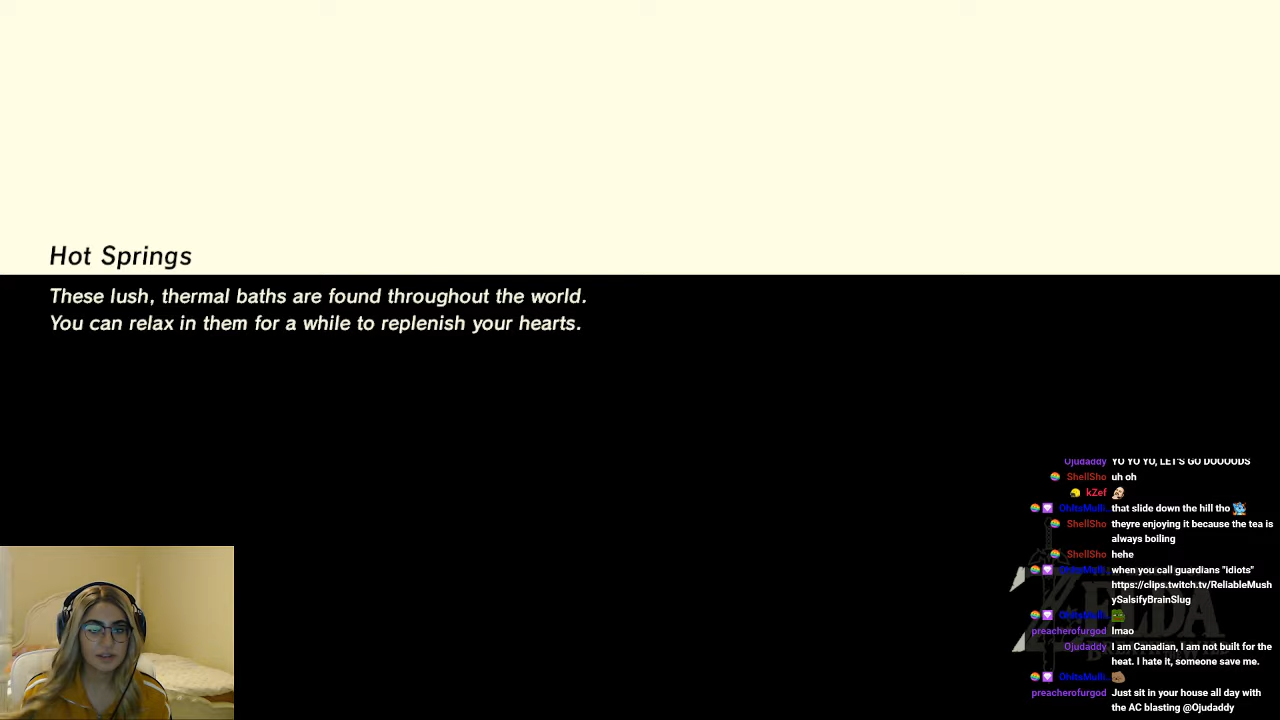 Hot Springs
These lush, thermal baths are found throughout the world.
You can relax in them for a while to replenish your hearts.
Ojudaddy YO YO YO, LET'S GO DOOOODS
ShellSho uh oh
kZef
that slide down the hill tho
ShellSho theyre enjoying it because the tea is
always boiling
ShellSho hehe
when you call guardians "idiots"
https://clips.twitch.tv/ReliableMush
ySalsifyBrainSlug
preacherofurgod lmao
Ojudaddy I am Canadian, I am not built for the
heat. I hate it, someone save me.
preacherofurgod Just sit in your house all day with
the AC blasting @Ojudaddy
ZELDA